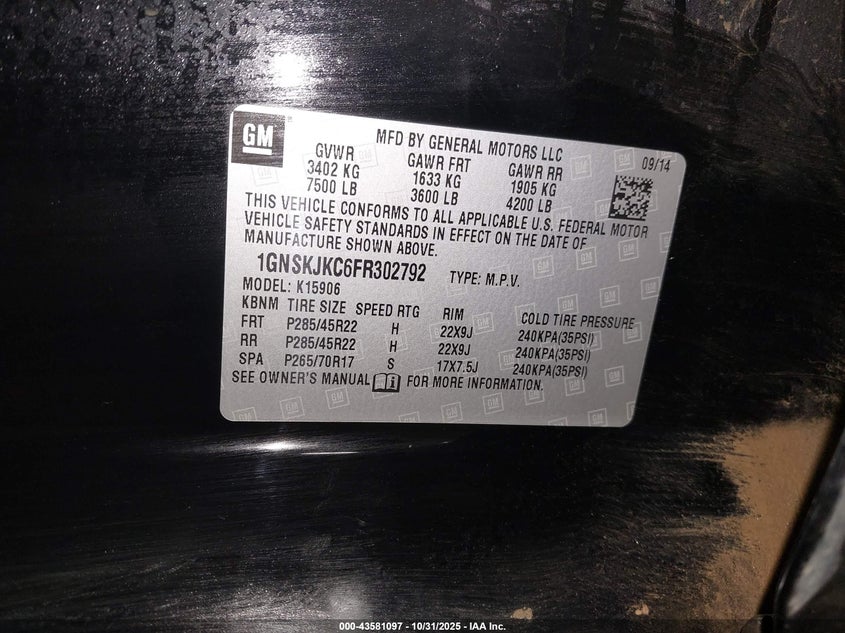 GM
MFD BY GENERAL MOTORS LLC
09/14
GVWR GAWR FRT GAWR RR
3402 KG 1633 KG 1905 KG
7500 LB 3600 LB 4200 LB
THIS VEHICLE CONFORMS TO ALL APPLICABLE U.S. FEDERAL MOTOR
VEHICLE SAFETY STANDARDS IN EFFECT ON THE DATE OF
MANUFACTURE SHOWN ABOVE.
1GNSKJKC6FR302792 TYPE: M.P.V.
MODEL: K15906
KBNM TIRE SIZE SPEED RTG RIM COLD TIRE PRESSURE
FRT P285/45R22 H 22X9J 240KPA(35PSI)
RR P285/45R22 H 22X9J 240KPA(35PSI)
SPA P265/70R17 S 17X7.5J 240KPA(35PSI)
SEE OWNER'S MANUAL FOR MORE INFORMATION.
000-43581097 - 10/31/2025 - IAA Inc.